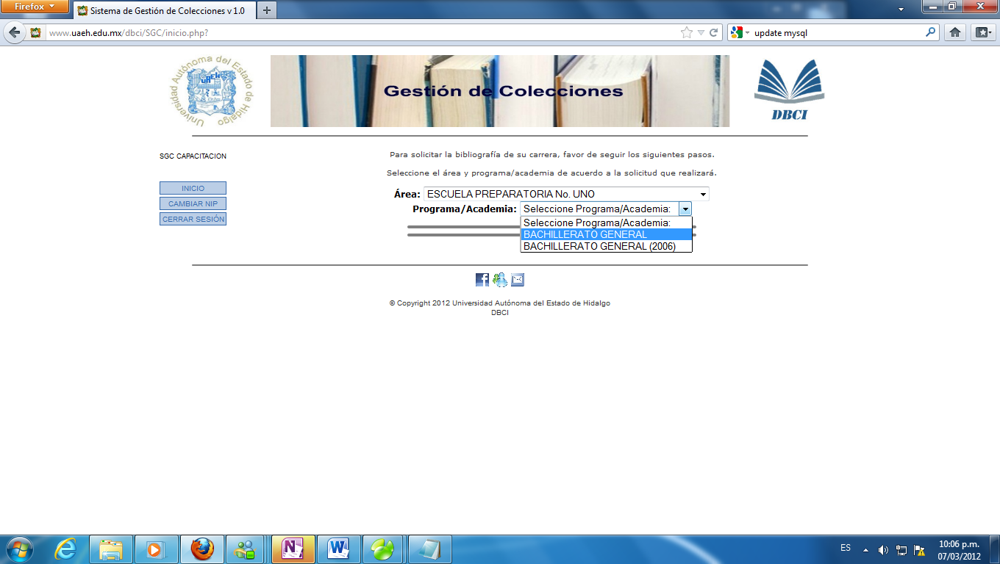 Firefox
Sistema de Gestión de Colecciones v 1.0
www.uaeh.edu.mx/dbci/SGC/inicio.php?
update mysql
Universidad Autónoma del Estado de Hidalgo
UAEH
Gestión de Colecciones
DBCI
SGC CAPACITACION
INICIO
CAMBIAR NIP
CERRAR SESIÓN
Para solicitar la bibliografía de su carrera, favor de seguir los siguientes pasos.
Seleccione el área y programa/academia de acuerdo a la solicitud que realizará.
Área: ESCUELA PREPARATORIA No. UNO
Programa/Academia: Seleccione Programa/Academia:
Seleccione Programa/Academia:
BACHILLERATO GENERAL
BACHILLERATO GENERAL (2006)
© Copyright 2012 Universidad Autónoma del Estado de Hidalgo
DBCI
ES
10:06 p.m.
07/03/2012